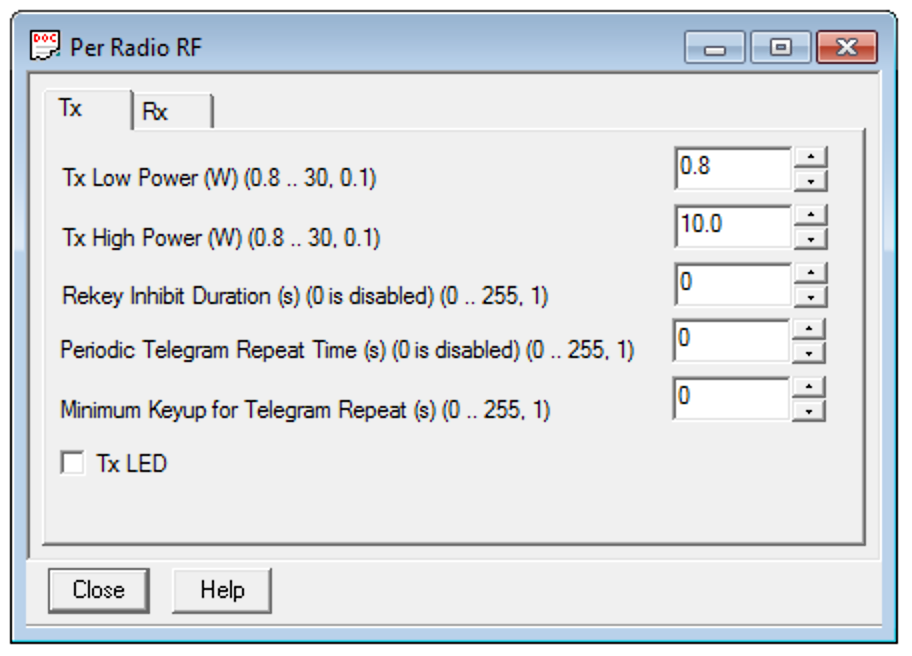 DOC Per Radio RF
Tx Rx
Tx Low Power (W) (0.8 .. 30, 0.1) 0.8
Tx High Power (W) (0.8 .. 30, 0.1) 10.0
Rekey Inhibit Duration (s) (0 is disabled) (0 .. 255, 1) 0
Periodic Telegram Repeat Time (s) (0 is disabled) (0 .. 255, 1) 0
Minimum Keyup for Telegram Repeat (s) (0 .. 255, 1) 0
Tx LED
Close Help